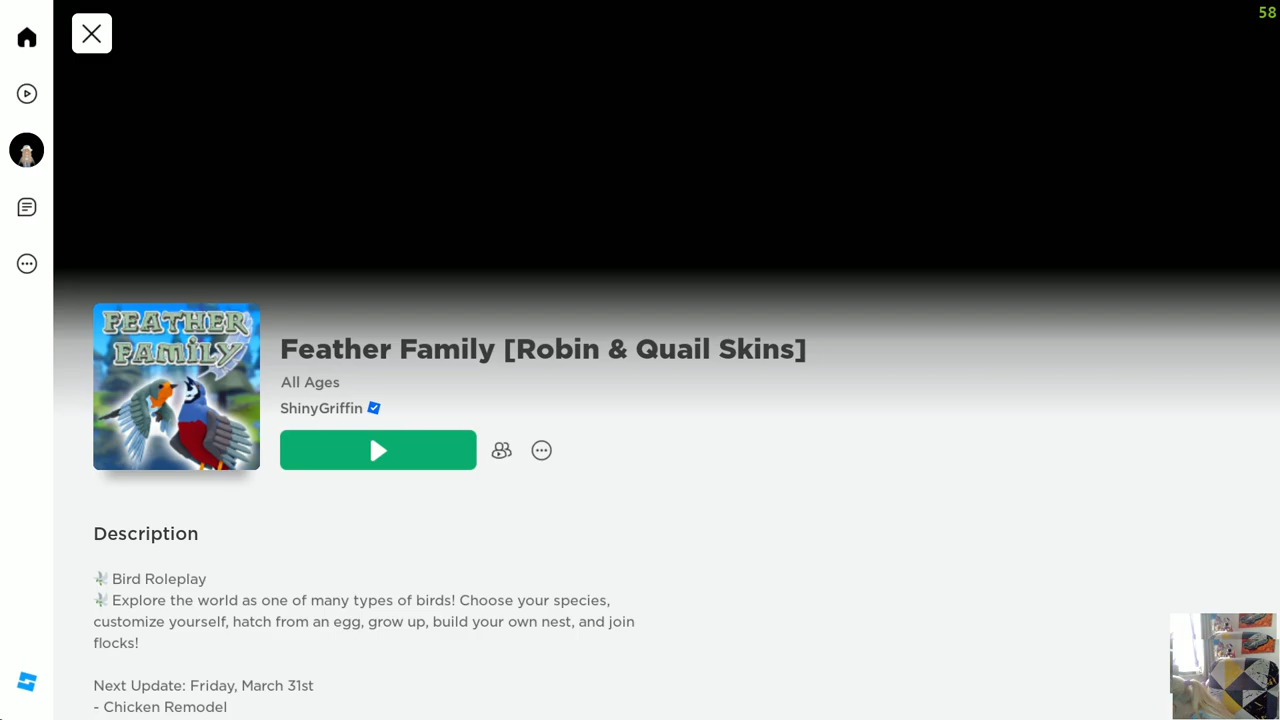 58
FEATHER
FAMILY
Feather Family [Robin & Quail Skins]
All Ages
ShinyGriffin
Description
Bird Roleplay
Explore the world as one of many types of birds! Choose your species,
customize yourself, hatch from an egg, grow up, build your own nest, and join
flocks!
Next Update: Friday, March 31st
- Chicken Remodel